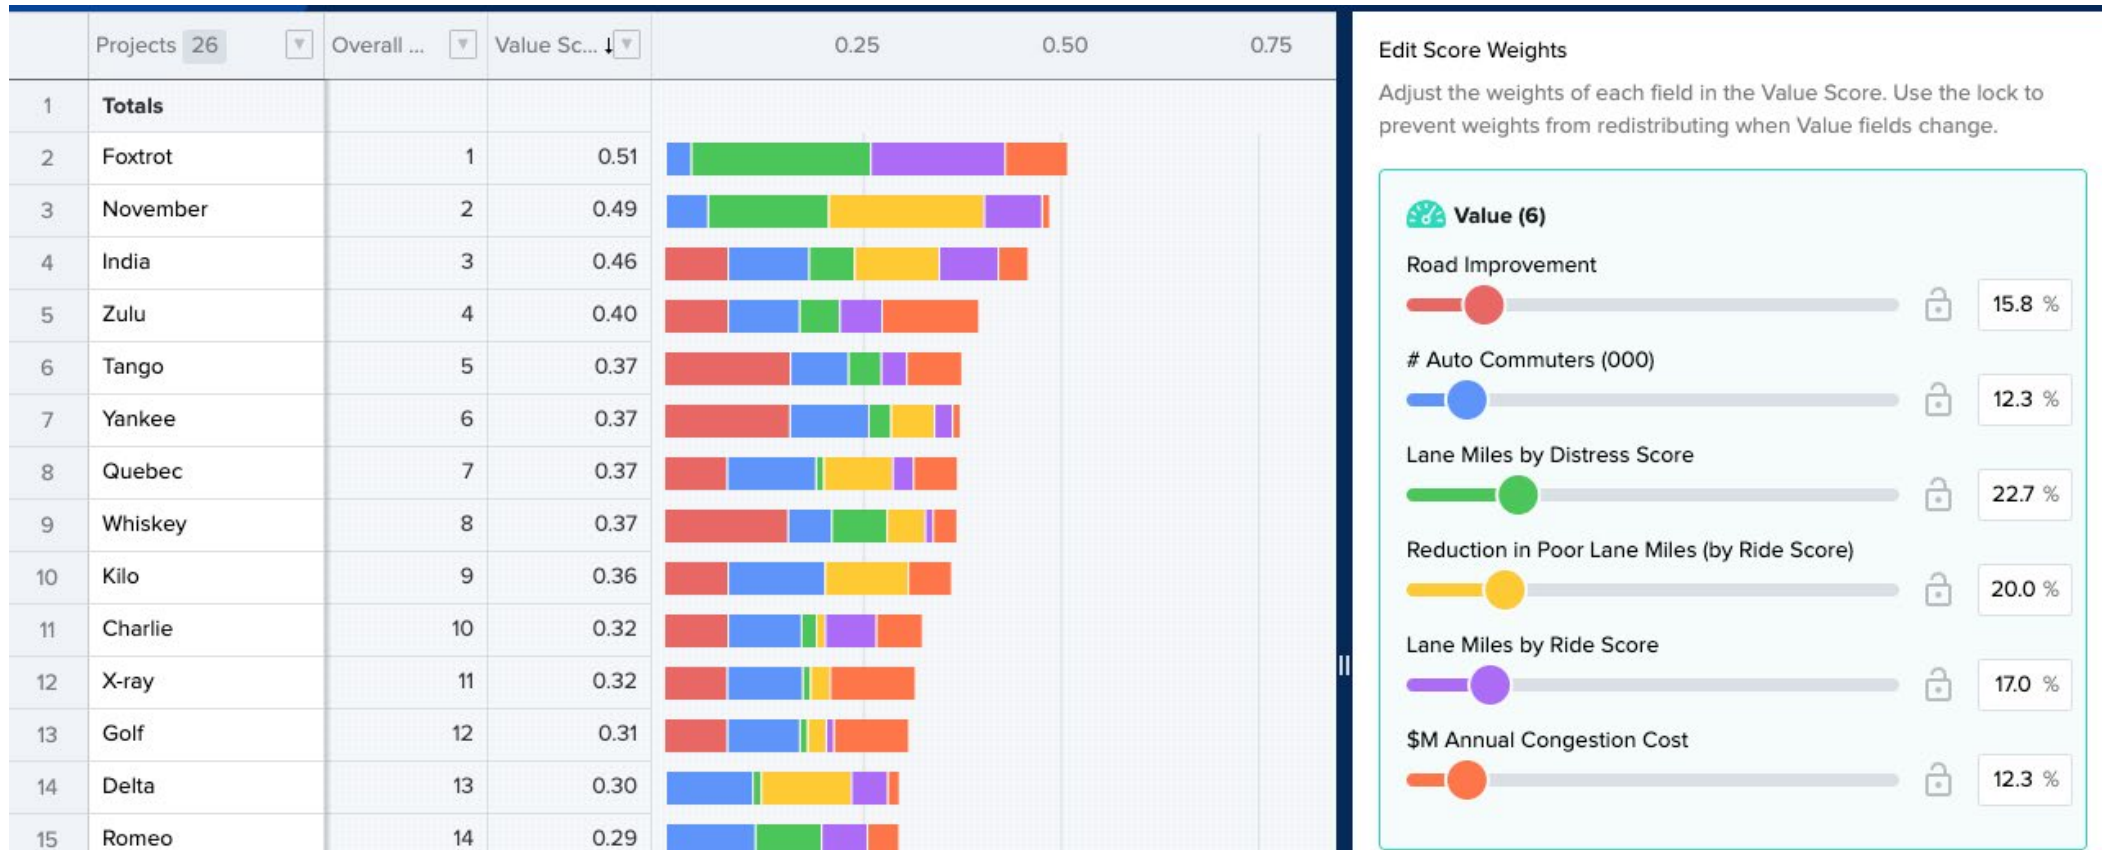 Projects 26 Overall ... Value Sc... 0.25 0.50 0.75
1 Totals
2 Foxtrot 1 0.51
3 November 2 0.49
4 India 3 0.46
5 Zulu 4 0.40
6 Tango 5 0.37
7 Yankee 6 0.37
8 Quebec 7 0.37
9 Whiskey 8 0.37
10 Kilo 9 0.36
11 Charlie 10 0.32
12 X-ray 11 0.32
13 Golf 12 0.31
14 Delta 13 0.30
15 Romeo 14 0.29
Edit Score Weights
Adjust the weights of each field in the Value Score. Use the lock to
prevent weights from redistributing when Value fields change.
Value (6)
Road Improvement
15.8 %
# Auto Commuters (000)
12.3 %
Lane Miles by Distress Score
22.7 %
Reduction in Poor Lane Miles (by Ride Score)
20.0 %
Lane Miles by Ride Score
17.0 %
$M Annual Congestion Cost
12.3 %